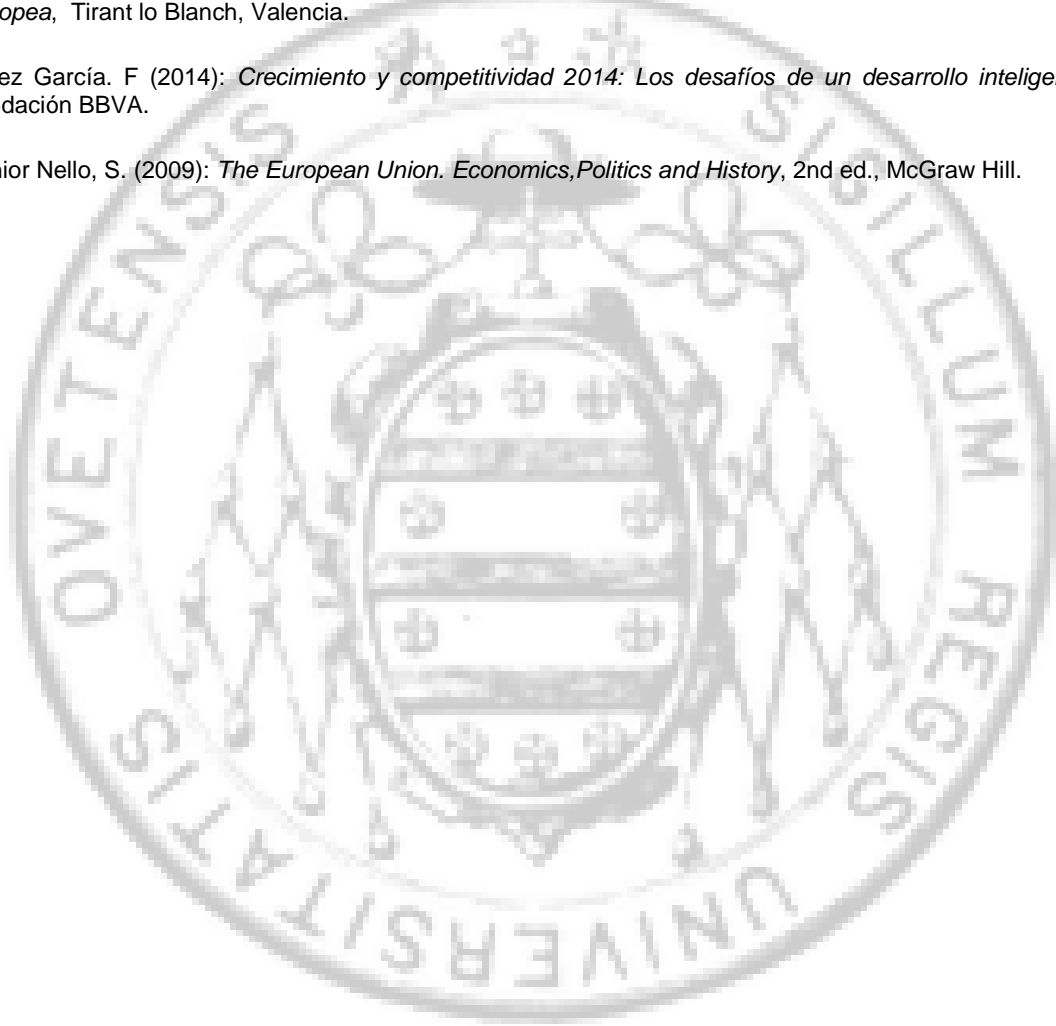 opea, Tirant lo Blanch, Valencia.
ez García. F (2014): Crecimiento y competitividad 2014: Los desafíos de un desarrollo intelige
ndación BBVA.
nior Nello, S. (2009): The European Union. Economics,Politics and History, 2nd ed., McGraw Hill.
SIGILLUM REGIS UNIVERSITATIS OVETENSIS